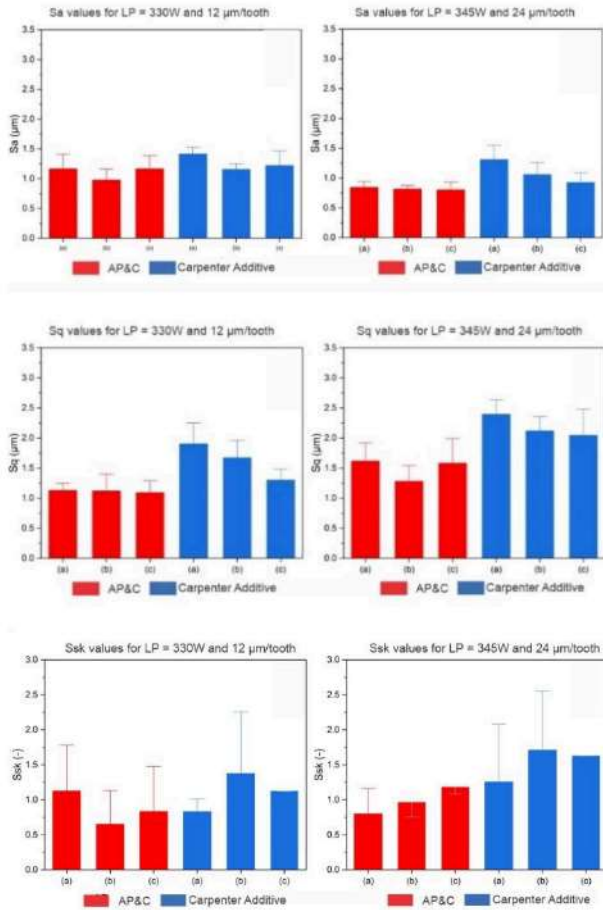 Sa values for LP = 330W and 12 µm/tooth
Sa (µm)
3.5
3.0
2.5
2.0
1.5
1.0
0.5
0.0
AP&C
Carpenter Additive
Sa values for LP = 345W and 24 µm/tooth
Sa (µm)
3.5
3.0
2.5
2.0
1.5
1.0
0.5
0.0
(a) (b) (c) (a) (b) (c)
AP&C
Carpenter Additive
Sq values for LP = 330W and 12 µm/tooth
Sq (µm)
3.5
3.0
2.5
2.0
1.5
1.0
0.5
0.0
(a) (b) (c) (a) (b) (c)
AP&C
Carpenter Additive
Sq values for LP = 345W and 24 µm/tooth
Sq (µm)
3.5
3.0
2.5
2.0
1.5
1.0
0.5
0.0
(a) (b) (c) (a) (b) (c)
AP&C
Carpenter Additive
Ssk values for LP = 330W and 12 µm/tooth
Ssk (-)
3.0
2.5
2.0
1.5
1.0
0.5
0.0
(a) (b) (c) (a) (b) (c)
AP&C
Carpenter Additive
Ssk values for LP = 345W and 24 µm/tooth
Ssk (-)
3.0
2.5
2.0
1.5
1.0
0.5
0.0
(a) (b) (c) (a) (b) (c)
AP&C
Carpenter Additive